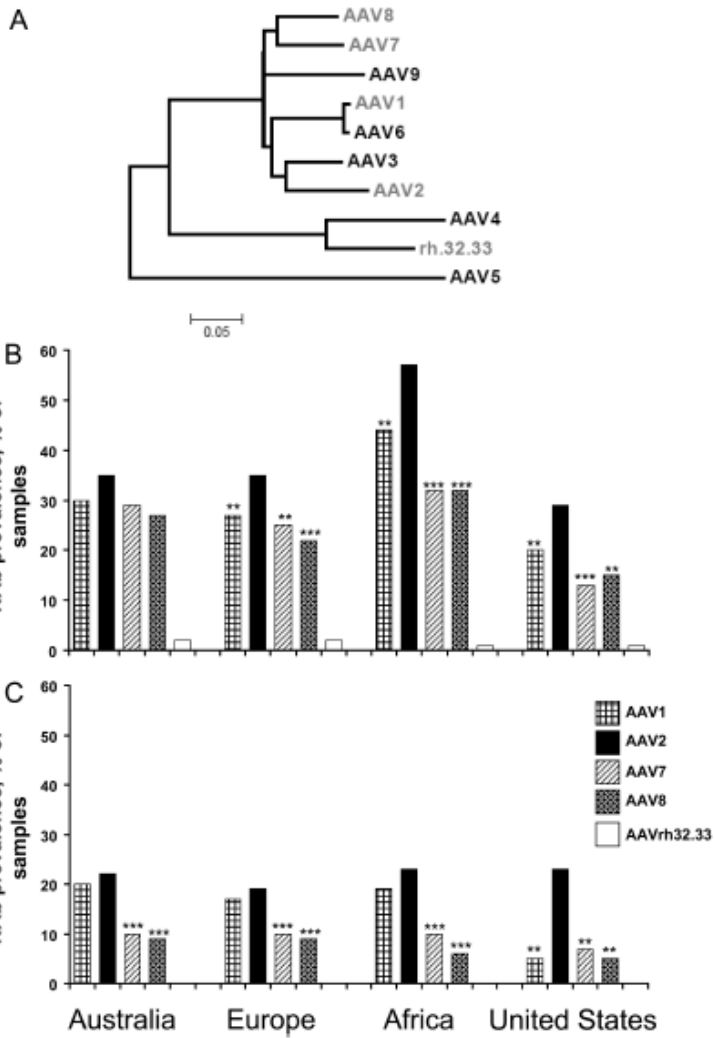 A
AAV8
AAV7
AAV9
AAV1
AAV6
AAV3
AAV2
AAV4
rh.32.33
AAV5
0.05
B
60
50
40
30
20
10
0
samples
** ** ***
** *** ***
** *** **
C
60
50
40
30
20
10
0
samples
AAV1
AAV2
AAV7
AAV8
AAVrh32.33
*** ***
*** ***
*** ***
** ** **
Australia Europe Africa United States